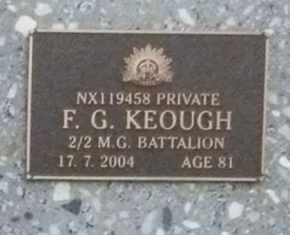 NX119458 PRIVATE
F. G. KEOUGH
2/2 M.G. BATTALION
17. 7. 2004 AGE 81